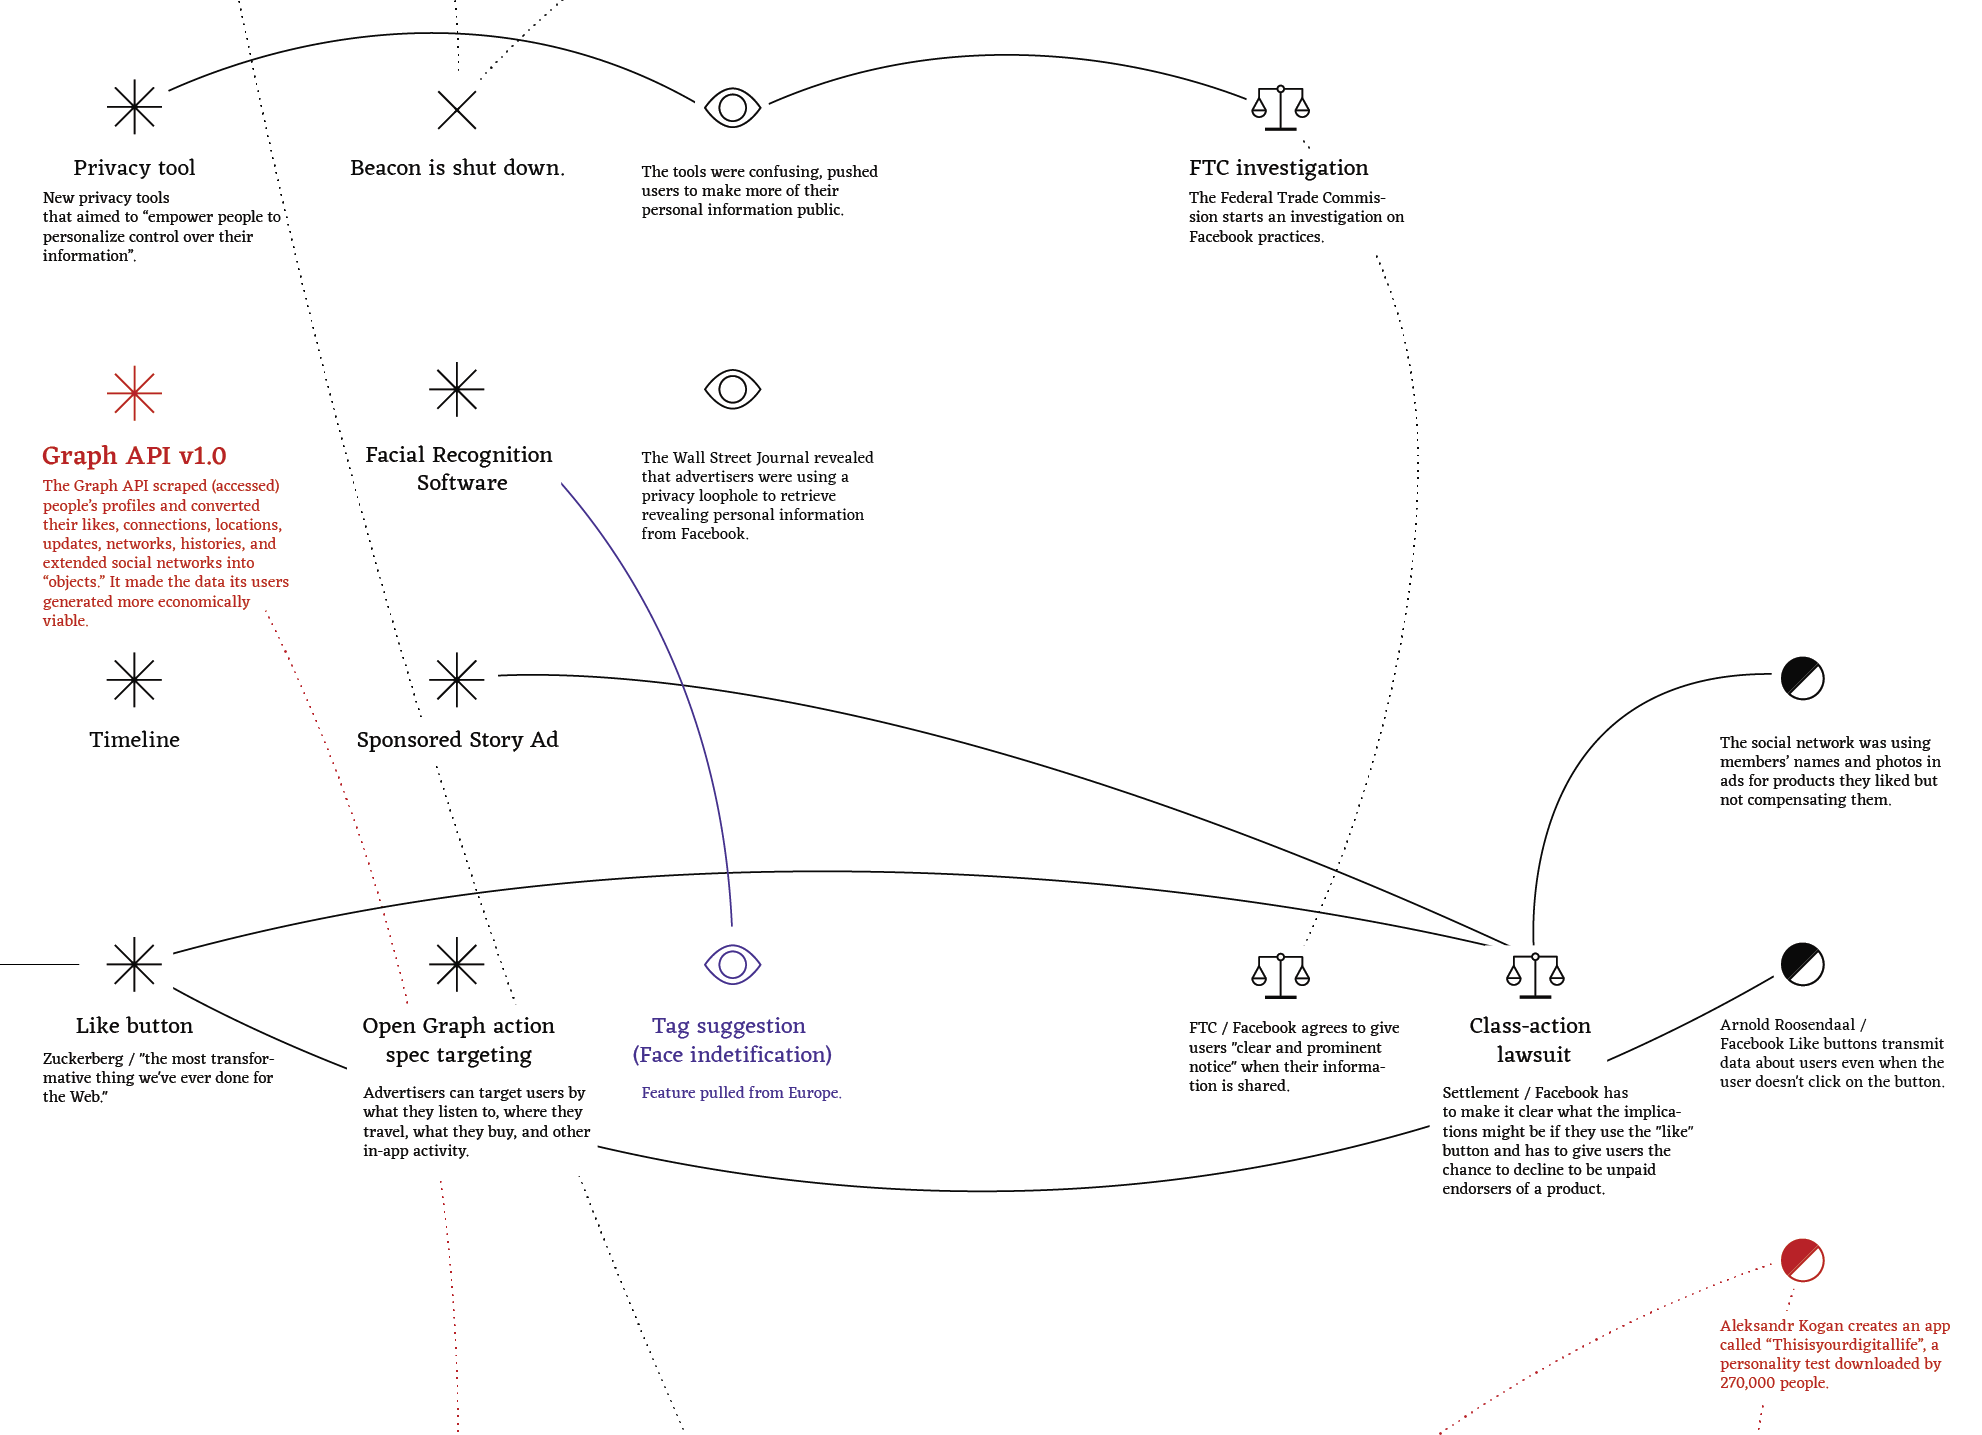 Privacy tool
New privacy tools
that aimed to “empower people to
personalize control over their
information”.
Beacon is shut down.
The tools were confusing, pushed
users to make more of their
personal information public.
FTC investigation
The Federal Trade Commis-
sion starts an investigation on
Facebook practices.
Graph API v1.0
The Graph API scraped (accessed)
people’s profiles and converted
their likes, connections, locations,
updates, networks, histories, and
extended social networks into
“objects.” It made the data its users
generated more economically
viable.
Facial Recognition
Software
The Wall Street Journal revealed
that advertisers were using a
privacy loophole to retrieve
revealing personal information
from Facebook.
Timeline
Sponsored Story Ad
The social network was using
members’ names and photos in
ads for products they liked but
not compensating them.
Like button
Zuckerberg / "the most transfor-
mative thing we've ever done for
the Web."
Open Graph action
spec targeting
Advertisers can target users by
what they listen to, where they
travel, what they buy, and other
in-app activity.
Tag suggestion
(Face indetification)
Feature pulled from Europe.
FTC / Facebook agrees to give
users "clear and prominent
notice" when their informa-
tion is shared.
Class-action
lawsuit
Settlement / Facebook has
to make it clear what the implica-
tions might be if they use the "like"
button and has to give users the
chance to decline to be unpaid
endorsers of a product.
Arnold Roosendaal /
Facebook Like buttons transmit
data about users even when the
user doesn't click on the button.
Aleksandr Kogan creates an app
called “Thisisyourdigitallife”, a
personality test downloaded by
270,000 people.